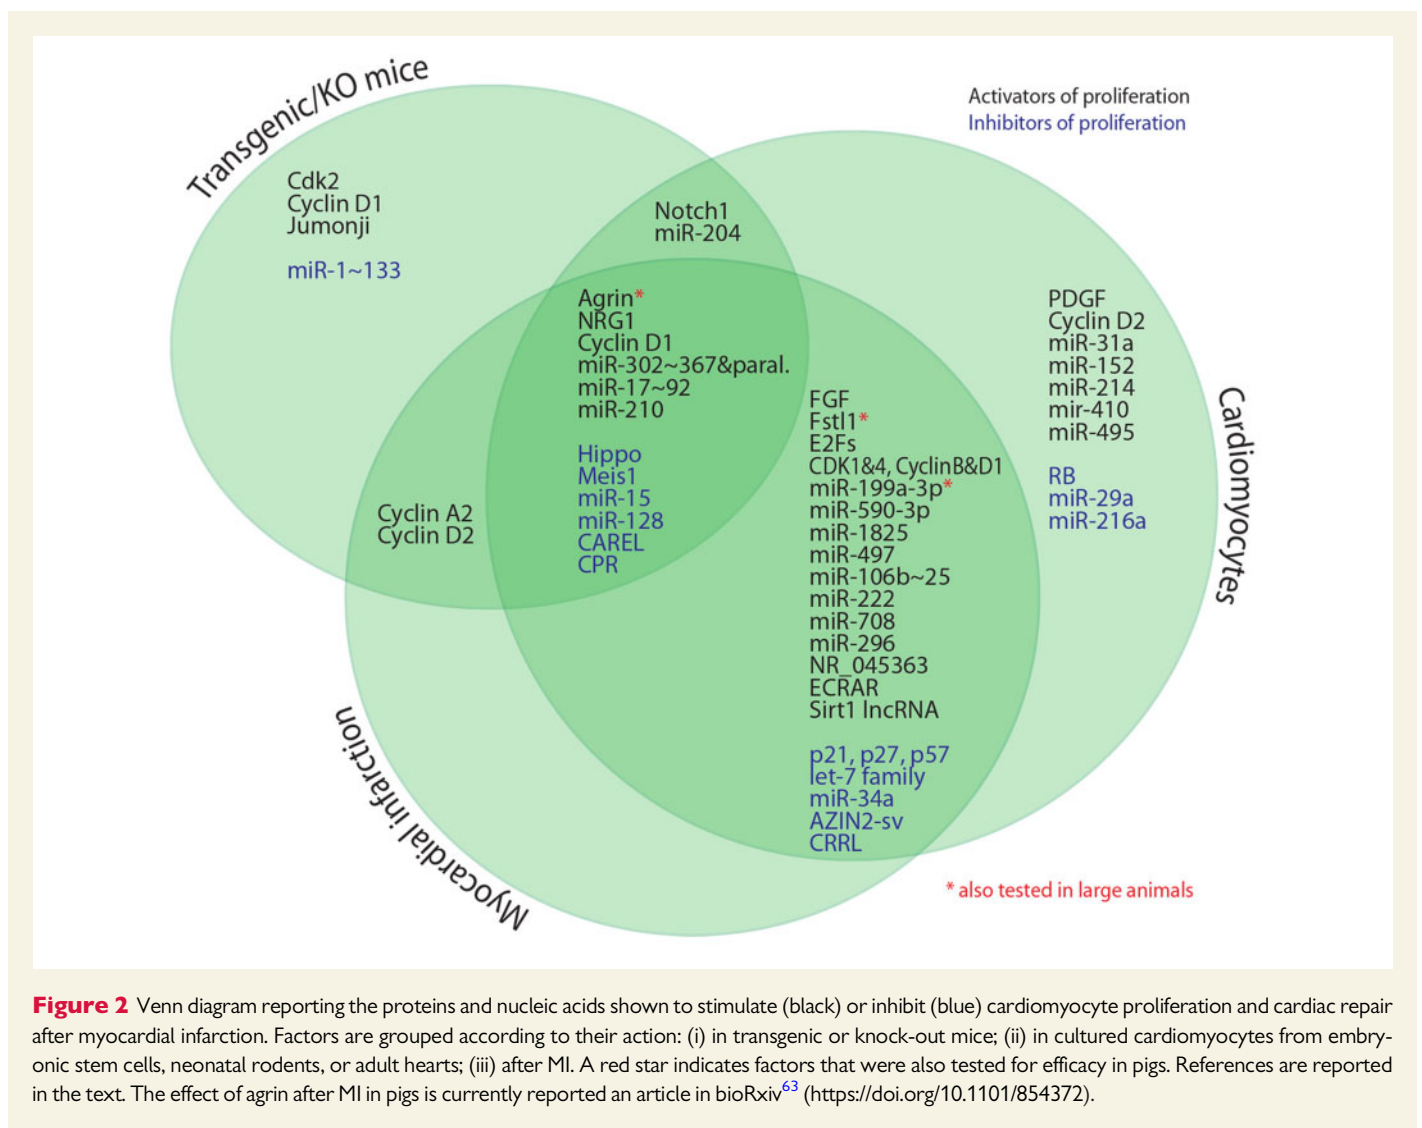 Transgenic/KO mice
Activators of proliferation
Inhibitors of proliferation
Cdk2
Cyclin D1
Jumonji
miR-1~133
Notch1
miR-204
Agrin*
NRG1
Cyclin D1
miR-302~367&paral.
miR-17~92
miR-210
Hippo
Meis1
miR-15
miR-128
CAREL
CPR
Cyclin A2
Cyclin D2
PDGF
Cyclin D2
miR-31a
miR-152
miR-214
mir-410
miR-495
RB
miR-29a
miR-216a
Cardiomyocytes
FGF
Fstl1*
E2Fs
CDK1&4, CyclinB&D1
miR-199a-3p*
miR-590-3p
miR-1825
miR-497
miR-106b~25
miR-222
miR-708
miR-296
NR_045363
ECRAR
Sirt1 lncRNA
p21, p27, p57
let-7 family
miR-34a
AZIN2-sv
CRRL
Myocardial infarction
* also tested in large animals
Figure 2 Venn diagram reporting the proteins and nucleic acids shown to stimulate (black) or inhibit (blue) cardiomyocyte proliferation and cardiac repair
after myocardial infarction. Factors are grouped according to their action: (i) in transgenic or knock-out mice; (ii) in cultured cardiomyocytes from embry-
onic stem cells, neonatal rodents, or adult hearts; (iii) after MI. A red star indicates factors that were also tested for efficacy in pigs. References are reported
in the text. The effect of agrin after MI in pigs is currently reported an article in bioRxiv63 (https://doi.org/10.1101/854372).